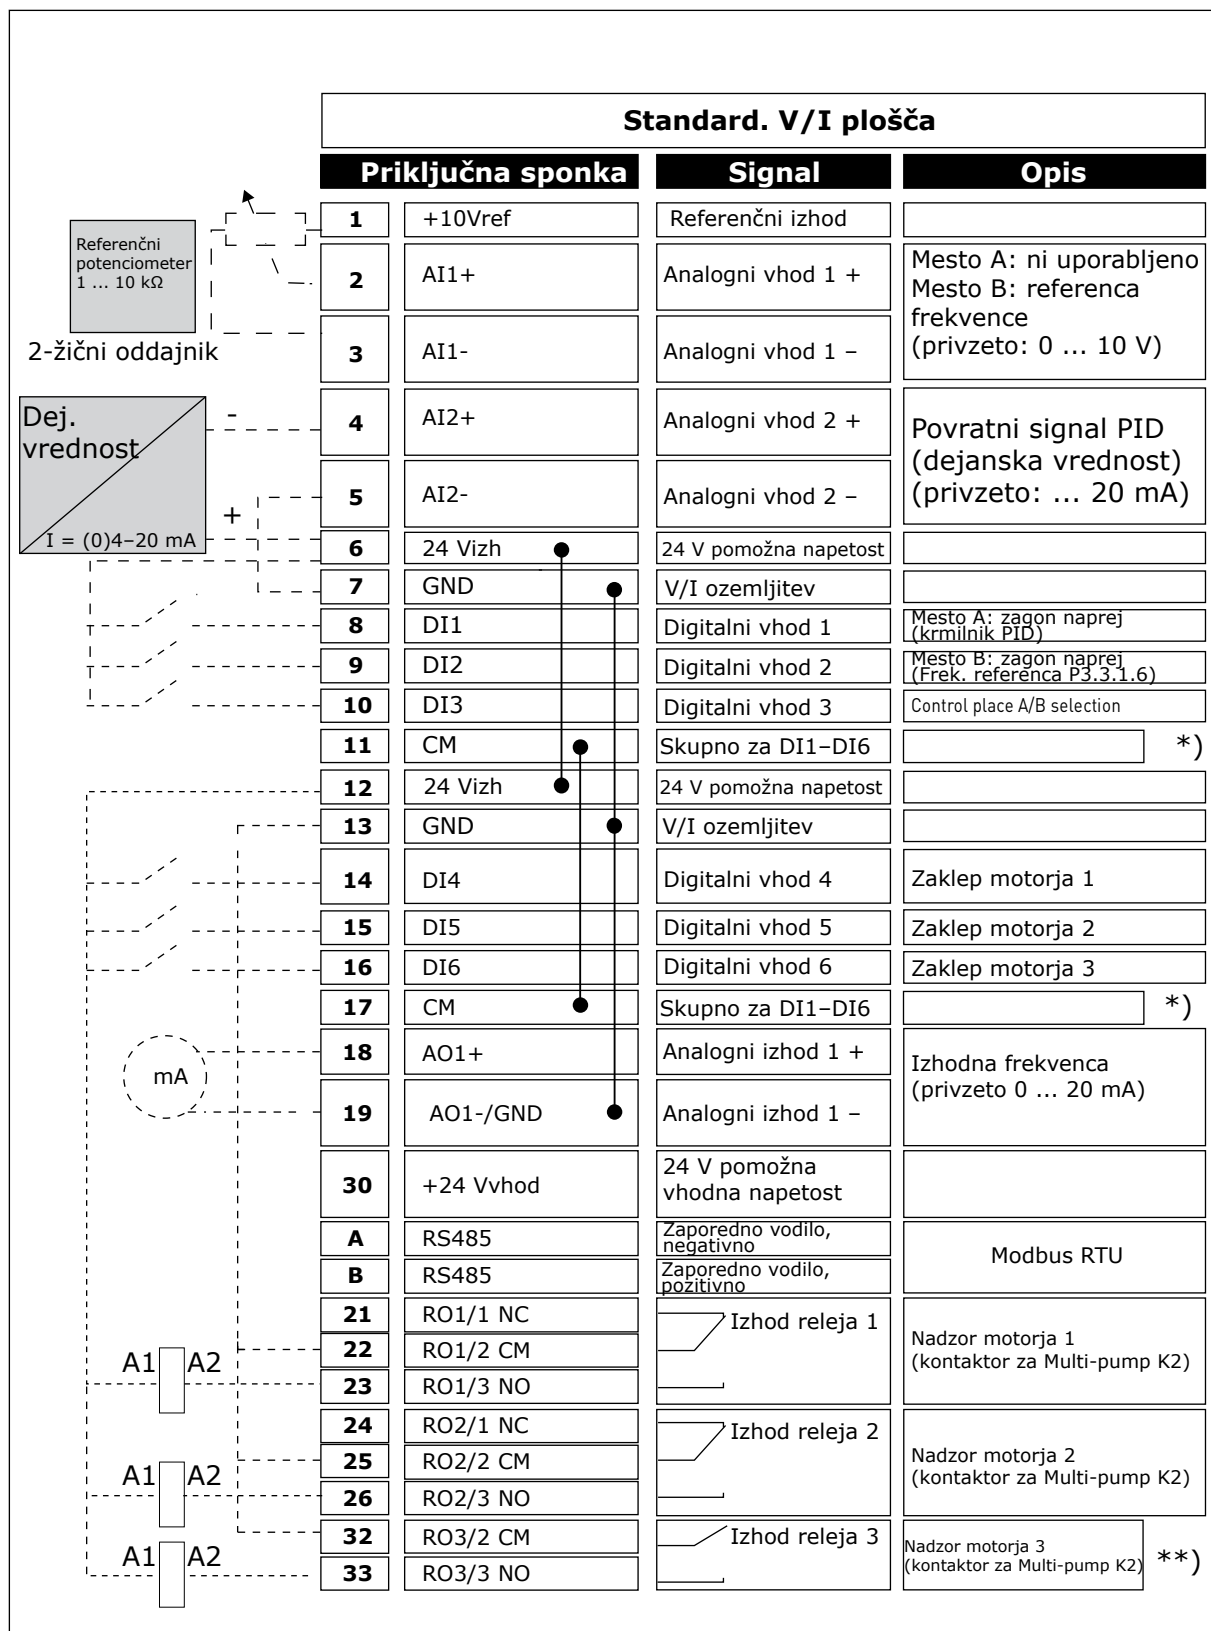 Standard. V/I plošča
Priključna sponka Signal Opis
Referenčni
potenciometer
1 ... 10 kΩ
2-žični oddajnik
1 +10Vref Referenčni izhod
2 AI1+ Analogni vhod 1 +
3 AI1- Analogni vhod 1 –
Mesto A: ni uporabljeno
Mesto B: referenca
frekvence
(privzeto: 0 ... 10 V)
Dej.
vrednost
-
+
I = (0)4–20 mA
4 AI2+ Analogni vhod 2 +
5 AI2- Analogni vhod 2 –
Povratni signal PID
(dejanska vrednost)
(privzeto: ... 20 mA)
6 24 Vizh 24 V pomožna napetost
7 GND V/I ozemljitev
8 DI1 Digitalni vhod 1
Mesto A: zagon naprej
(krmilnik PID)
9 DI2 Digitalni vhod 2
Mesto B: zagon naprej
(Frek. referenca P3.3.1.6)
10 DI3 Digitalni vhod 3 Control place A/B selection
11 CM Skupno za DI1–DI6 *)
12 24 Vizh 24 V pomožna napetost
13 GND V/I ozemljitev
14 DI4 Digitalni vhod 4 Zaklep motorja 1
15 DI5 Digitalni vhod 5 Zaklep motorja 2
16 DI6 Digitalni vhod 6 Zaklep motorja 3
17 CM Skupno za DI1–DI6 *)
mA
18 AO1+ Analogni izhod 1 +
19 AO1-/GND Analogni izhod 1 –
Izhodna frekvenca
(privzeto 0 ... 20 mA)
30 +24 Vvhod
24 V pomožna
vhodna napetost
A RS485
Zaporedno vodilo,
negativno
B RS485
Zaporedno vodilo,
pozitivno
Modbus RTU
21 RO1/1 NC Izhod releja 1
22 RO1/2 CM
A1 A2
23 RO1/3 NO
Nadzor motorja 1
(kontaktor za Multi-pump K2)
24 RO2/1 NC Izhod releja 2
25 RO2/2 CM
A1 A2
26 RO2/3 NO
Nadzor motorja 2
(kontaktor za Multi-pump K2)
32 RO3/2 CM Izhod releja 3
A1 A2
33 RO3/3 NO
Nadzor motorja 3
(kontaktor za Multi-pump K2) **)